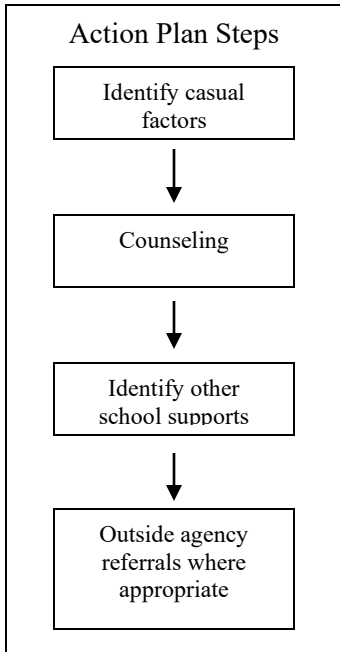 Action Plan Steps
Identify casual
factors
Counseling
Identify other
school supports
Outside agency
referrals where
appropriate